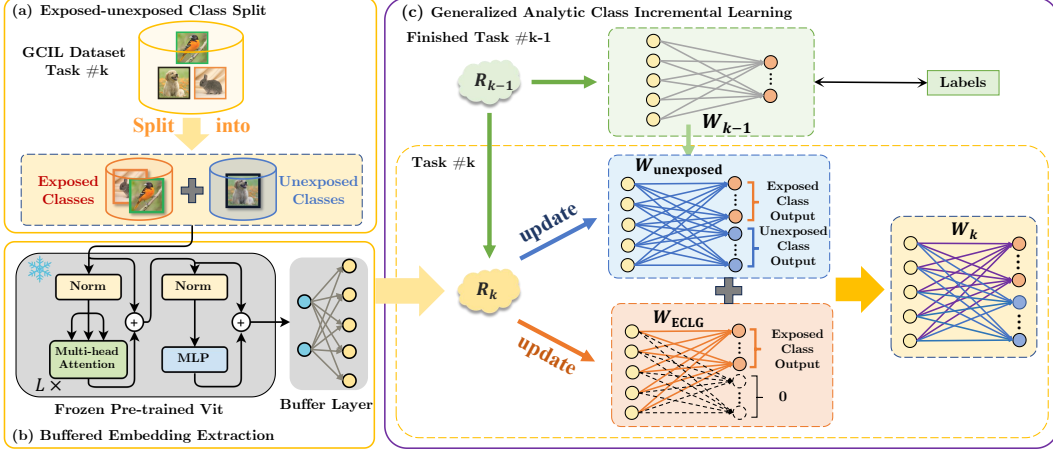 (a) Exposed-unexposed Class Split
GCIL Dataset
Task #k
Split into
Exposed
Classes
Unexposed
Classes
Norm
Multi-head
Attention
L ×
Norm
MLP
Frozen Pre-trained Vit
Buffer Layer
(b) Buffered Embedding Extraction
(c) Generalized Analytic Class Incremental Learning
Finished Task #k-1
R_{k−1}
W_{k−1}
Labels
Task #k
R_k
update
update
W_unexposed
Exposed
Class
Output
Unexposed
Class
Output
W_ECLG
Exposed
Class
Output
0
W_k